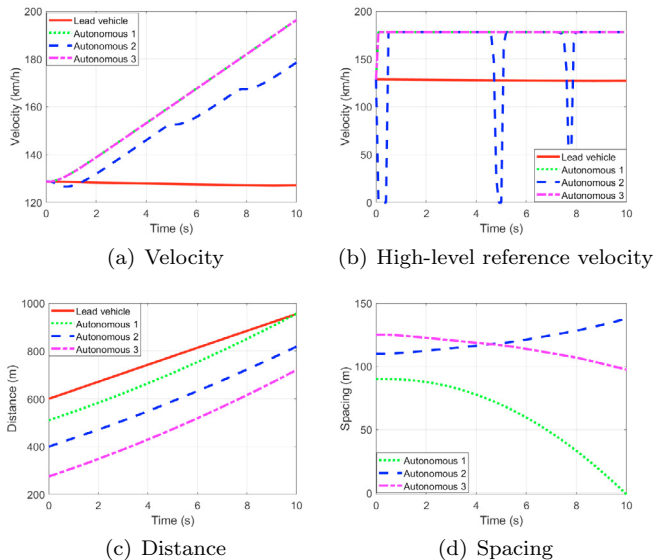 200
180
160
140
120
Velocity (km/h)
Lead vehicle
Autonomous 1
Autonomous 2
Autonomous 3
0 2 4 6 8 10
Time (s)
(a) Velocity
200
150
100
50
0
Velocity (km/h)
Lead vehicle
Autonomous 1
Autonomous 2
Autonomous 3
0 2 4 6 8 10
Time (s)
(b) High-level reference velocity
1000
800
600
400
200
Distance (m)
Lead vehicle
Autonomous 1
Autonomous 2
Autonomous 3
0 2 4 6 8 10
Time (s)
(c) Distance
150
100
50
0
Spacing (m)
Autonomous 1
Autonomous 2
Autonomous 3
0 2 4 6 8 10
Time (s)
(d) Spacing